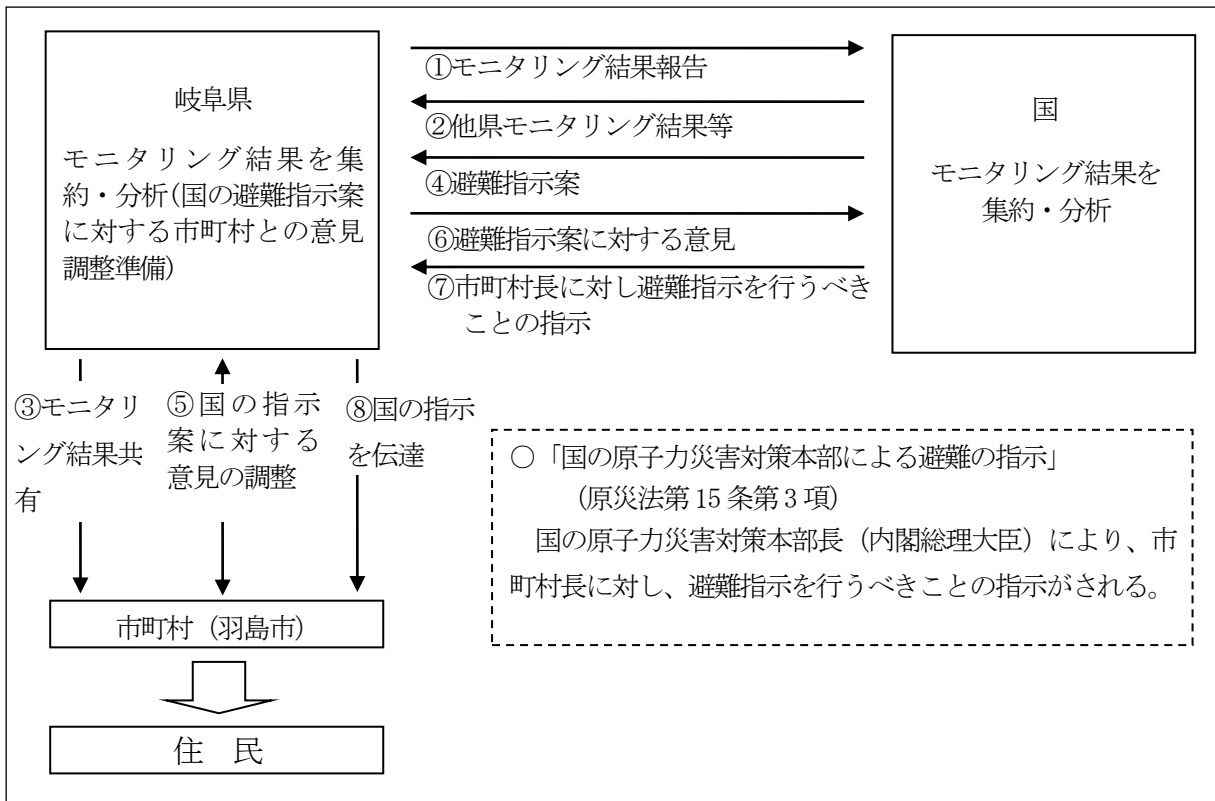 岐阜県
モニタリング結果を集
約・分析(国の避難指示案
に対する市町村との意見
調整準備)
①モニタリング結果報告
②他県モニタリング結果等
④避難指示案
⑥避難指示案に対する意見
⑦市町村長に対し避難指示を行うべき
ことの指示
国
モニタリング結果を
集約・分析
③モニタリ
ング結果共
有
⑤国の指示
案に対する
意見の調整
⑧国の指示
を伝達
○「国の原子力災害対策本部による避難の指示」
(原災法第15条第3項)
国の原子力災害対策本部長（内閣総理大臣）により、市
町村長に対し、避難指示を行うべきことの指示がされる。
市町村（羽島市）
住　民